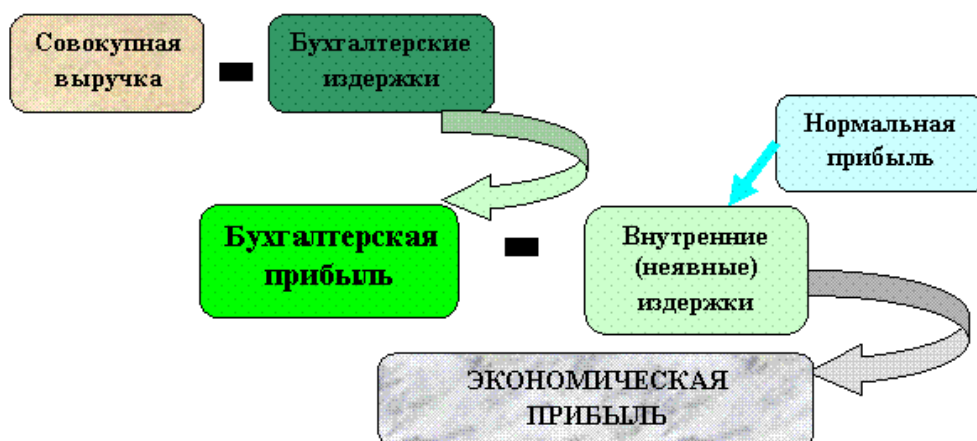 Совокупная
выручка
-
Бухгалтерские
издержки
Нормальная
прибыль
Бухгалтерская
прибыль
-
Внутренние
(неявные)
издержки
ЭКОНОМИЧЕСКАЯ
ПРИБЫЛЬ